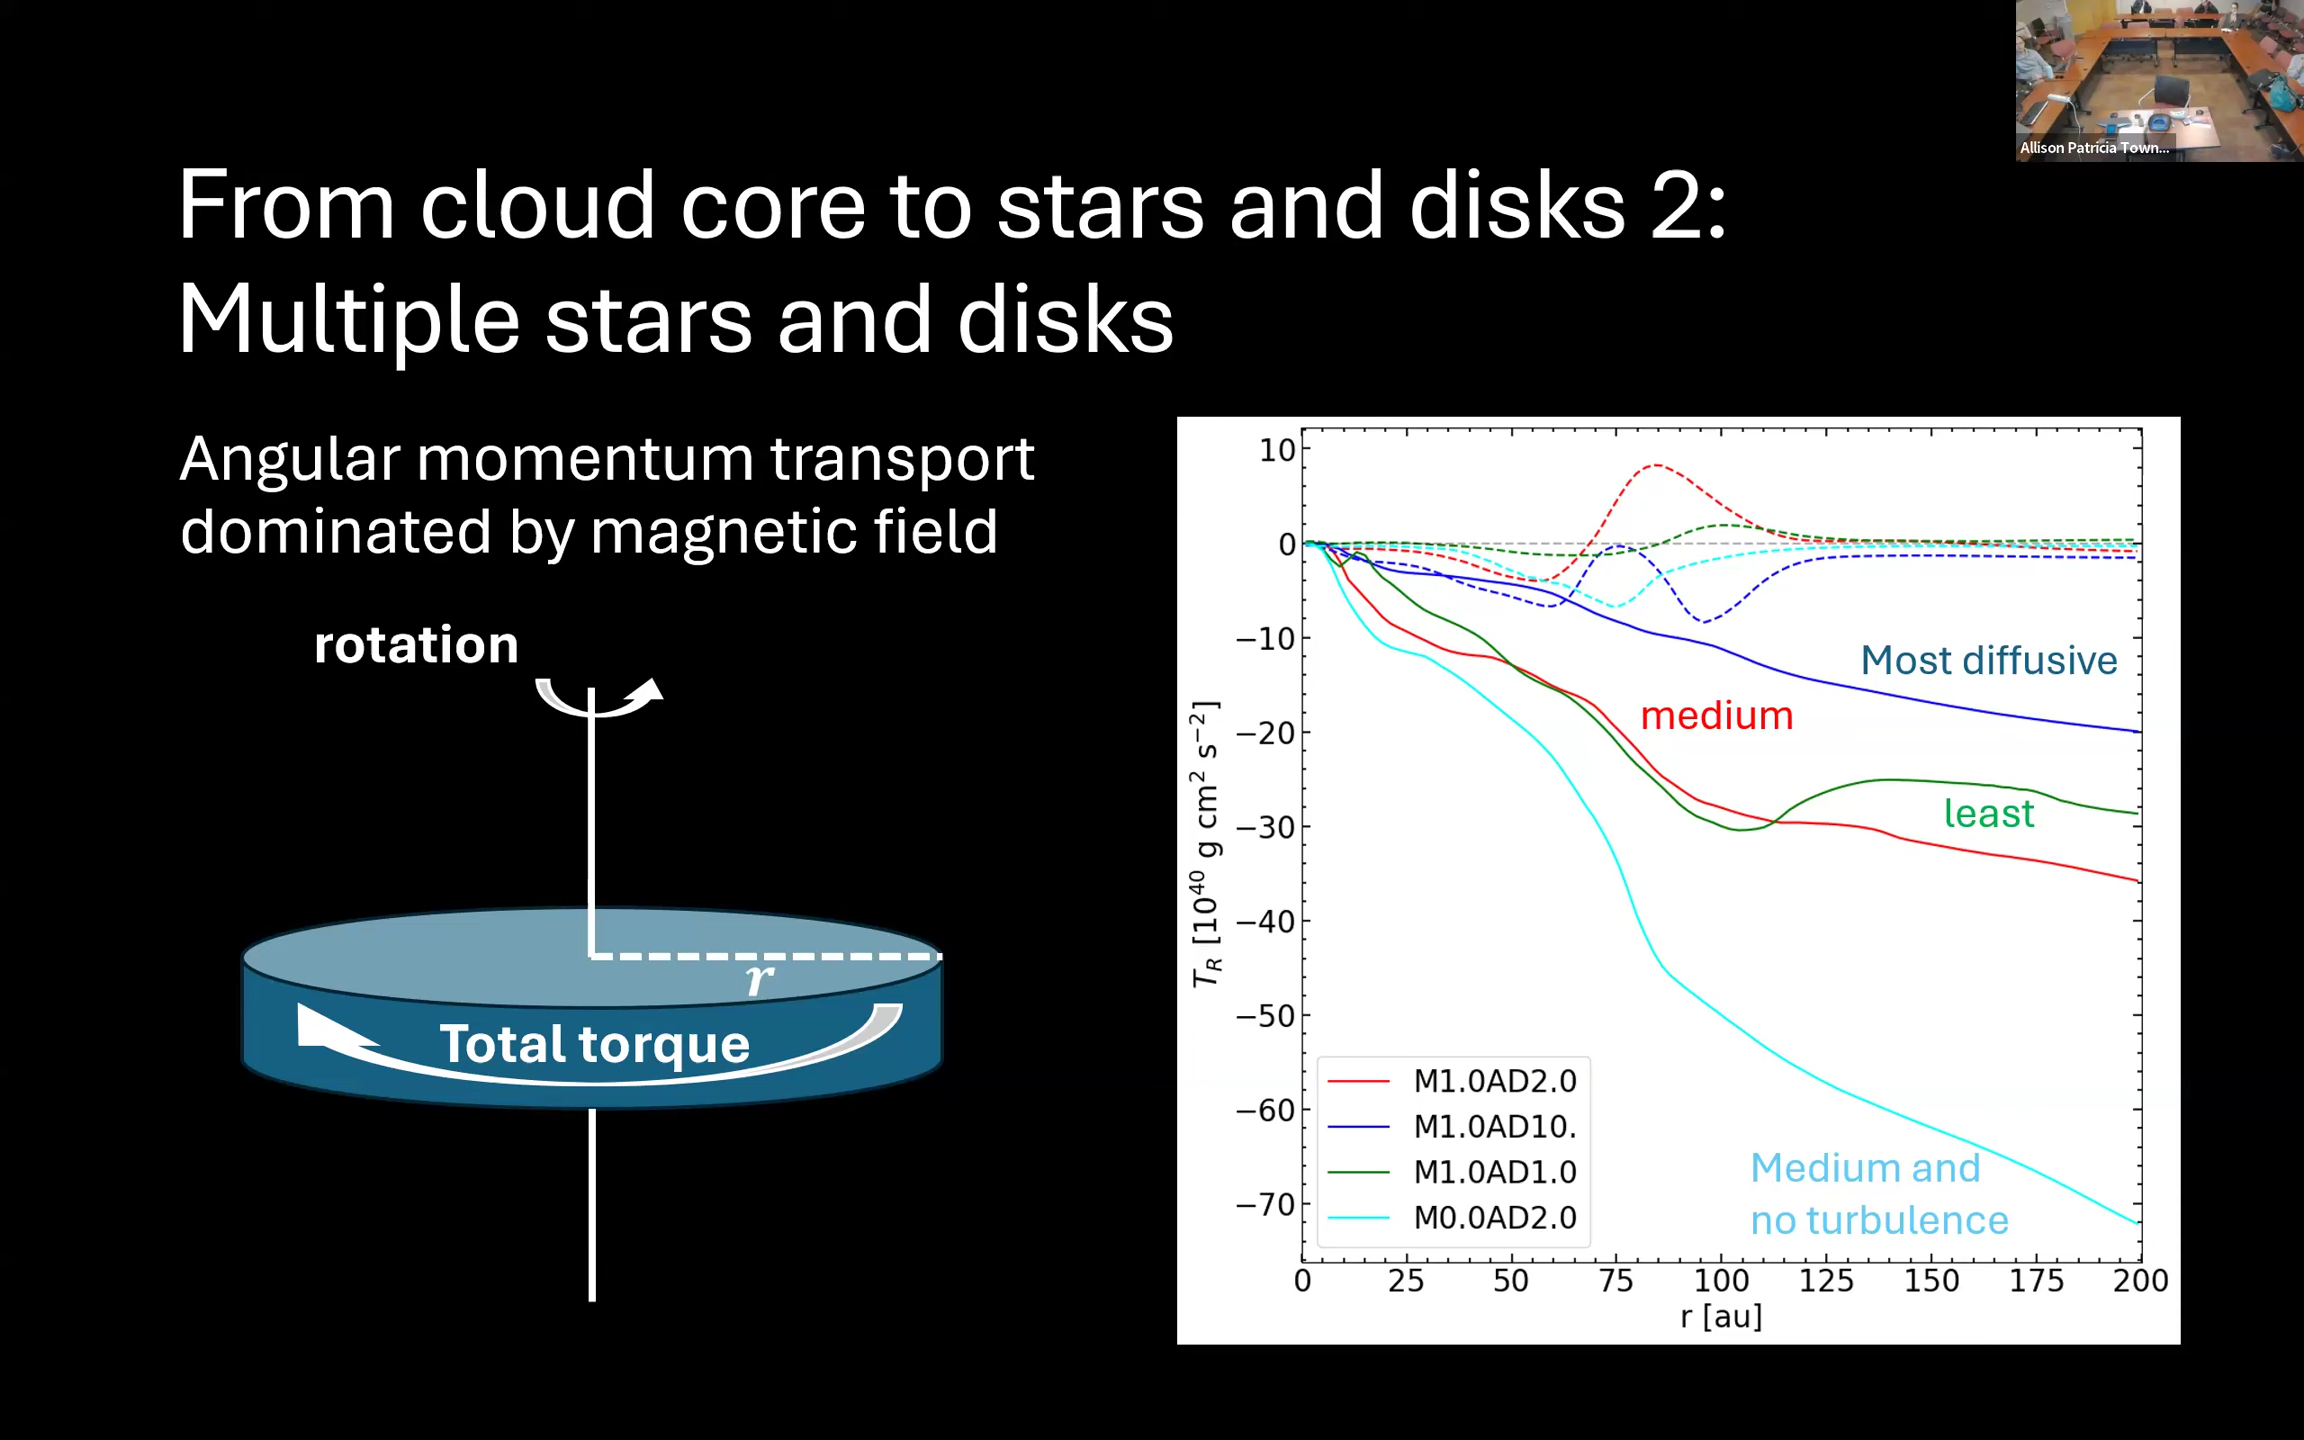 Allison Patricia Town...
From cloud core to stars and disks 2:
Multiple stars and disks
Angular momentum transport
dominated by magnetic field
rotation
r
Total torque
10
0
−10
−20
−30
−40
−50
−60
−70
T_R [10^40 g cm^2 s^−2]
Most diffusive
medium
least
Medium and
no turbulence
M1.0AD2.0
M1.0AD10.
M1.0AD1.0
M0.0AD2.0
0 25 50 75 100 125 150 175 200
r [au]